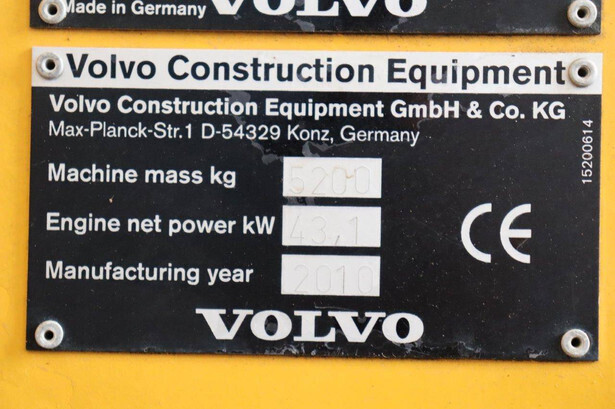 Made in Germany VOLVO
Volvo Construction Equipment
Volvo Construction Equipment GmbH & Co. KG
Max-Planck-Str.1 D-54329 Konz, Germany
Machine mass kg 5200
Engine net power kW 43,1
Manufacturing year 2010
CE
VOLVO
15200614